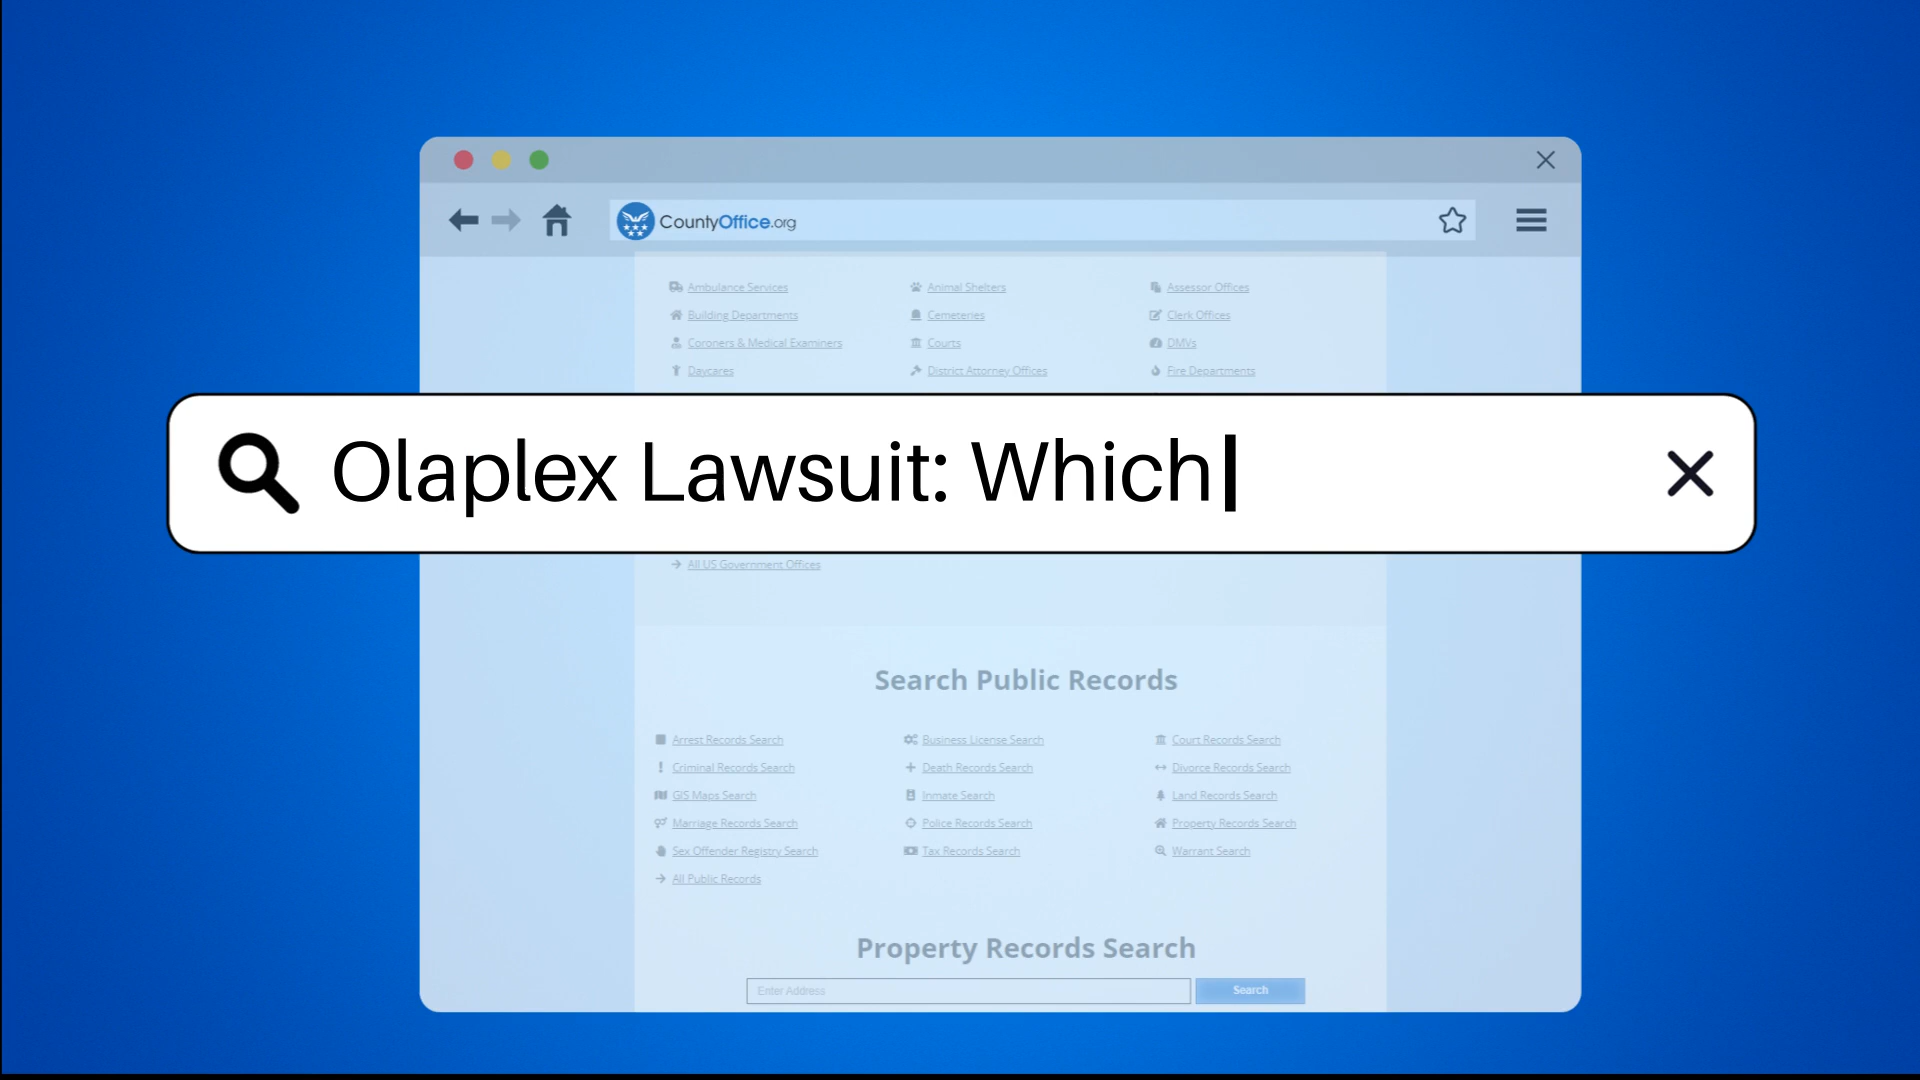 CountyOffice.org
Ambulance Services Animal Shelters Assessor Offices
Building Departments Cemeteries Clerk Offices
Coroners & Medical Examiners Courts DMVs
Daycares District Attorney Offices Fire Departments
Olaplex Lawsuit: Which
All US Government Offices
Search Public Records
Arrest Records Search Business License Search Court Records Search
Criminal Records Search Death Records Search Divorce Records Search
GIS Maps Search Inmate Search Land Records Search
Marriage Records Search Police Records Search Property Records Search
Sex Offender Registry Search Tax Records Search Warrant Search
All Public Records
Property Records Search
Enter Address Search